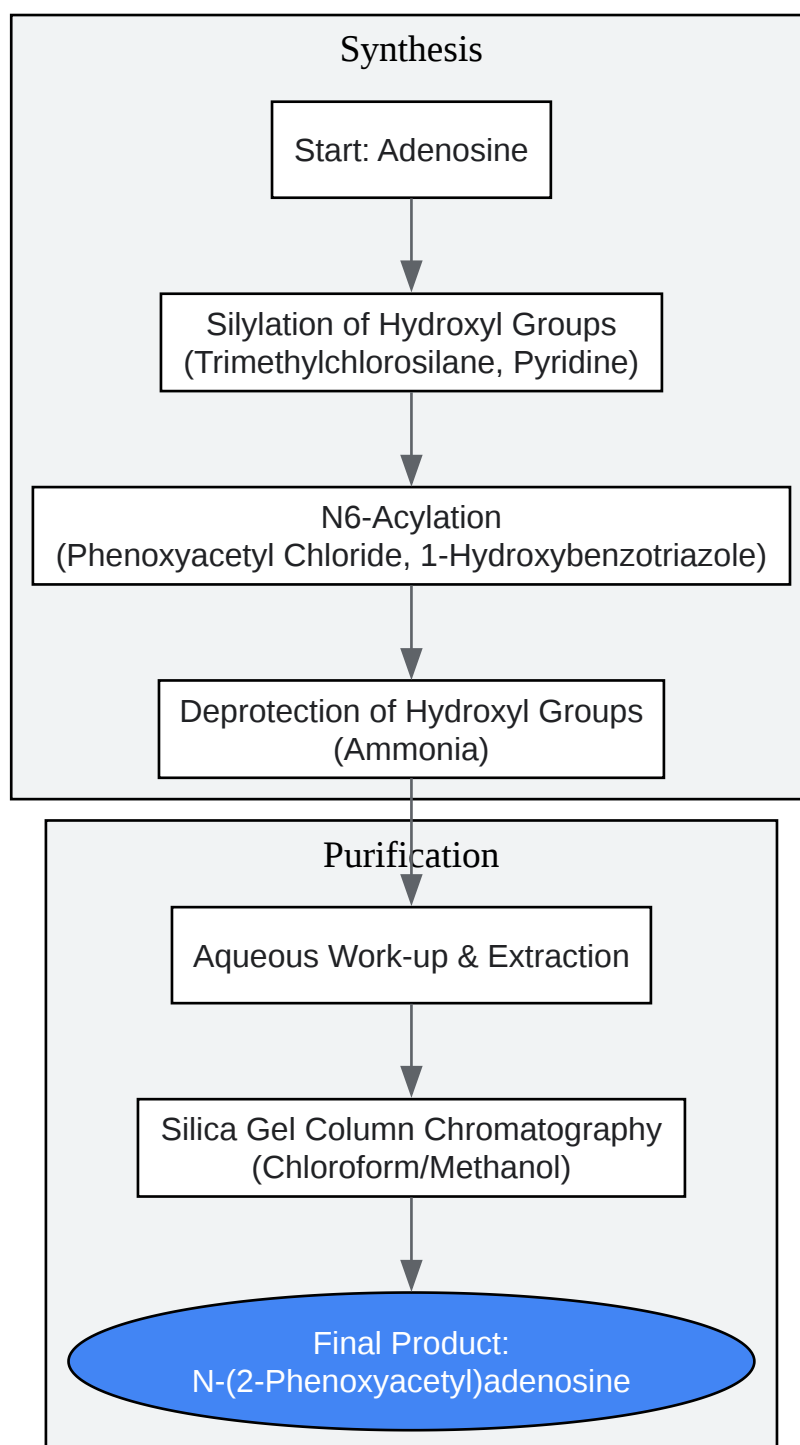 Synthesis
Start: Adenosine
Silylation of Hydroxyl Groups
(Trimethylchlorosilane, Pyridine)
N6-Acylation
(Phenoxyacetyl Chloride, 1-Hydroxybenzotriazole)
Deprotection of Hydroxyl Groups
(Ammonia)
Purification
Aqueous Work-up & Extraction
Silica Gel Column Chromatography
(Chloroform/Methanol)
Final Product:
N-(2-Phenoxyacetyl)adenosine